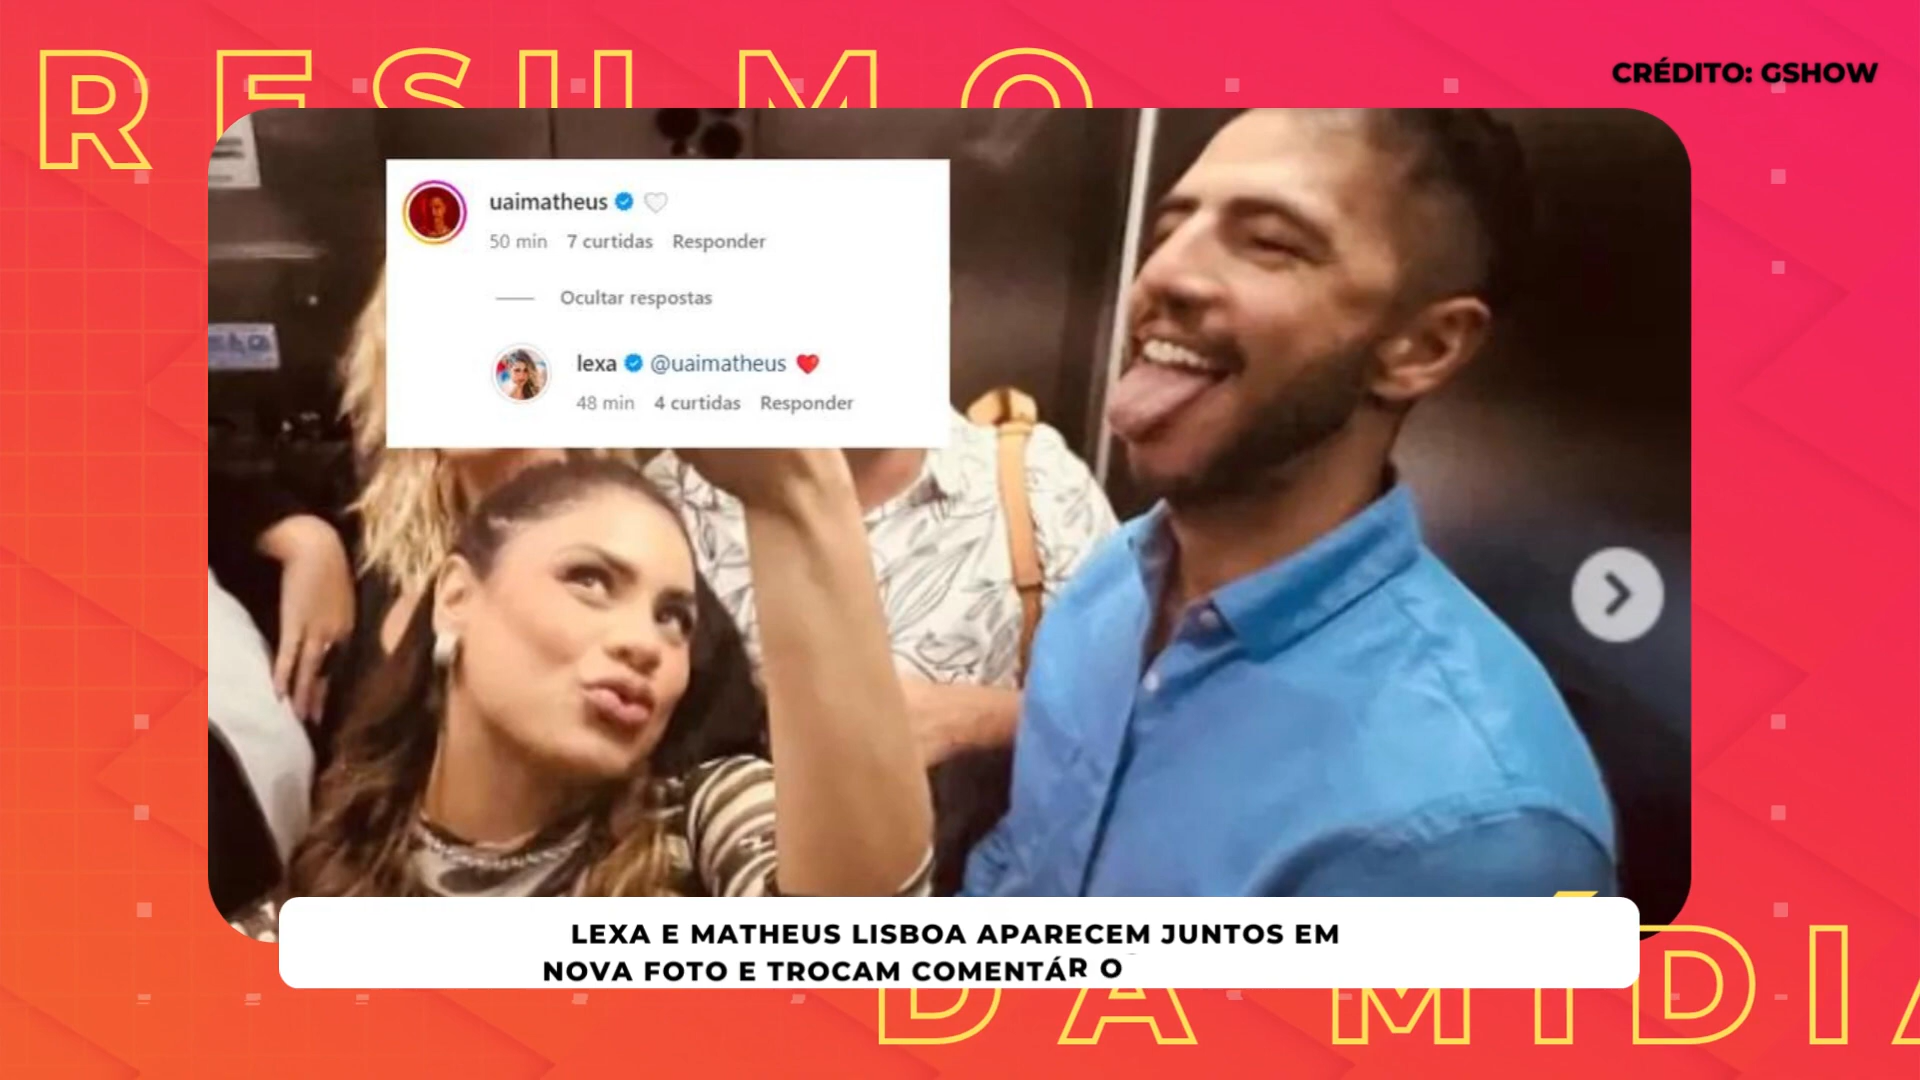 RESUMO
CRÉDITO: GSHOW
uaimatheus
50 min 7 curtidas Responder
Ocultar respostas
lexa @uaimatheus ❤️
48 min 4 curtidas Responder
LEXA E MATHEUS LISBOA APARECEM JUNTOS EM
NOVA FOTO E TROCAM COMENTÁR O
DA MÍDIA